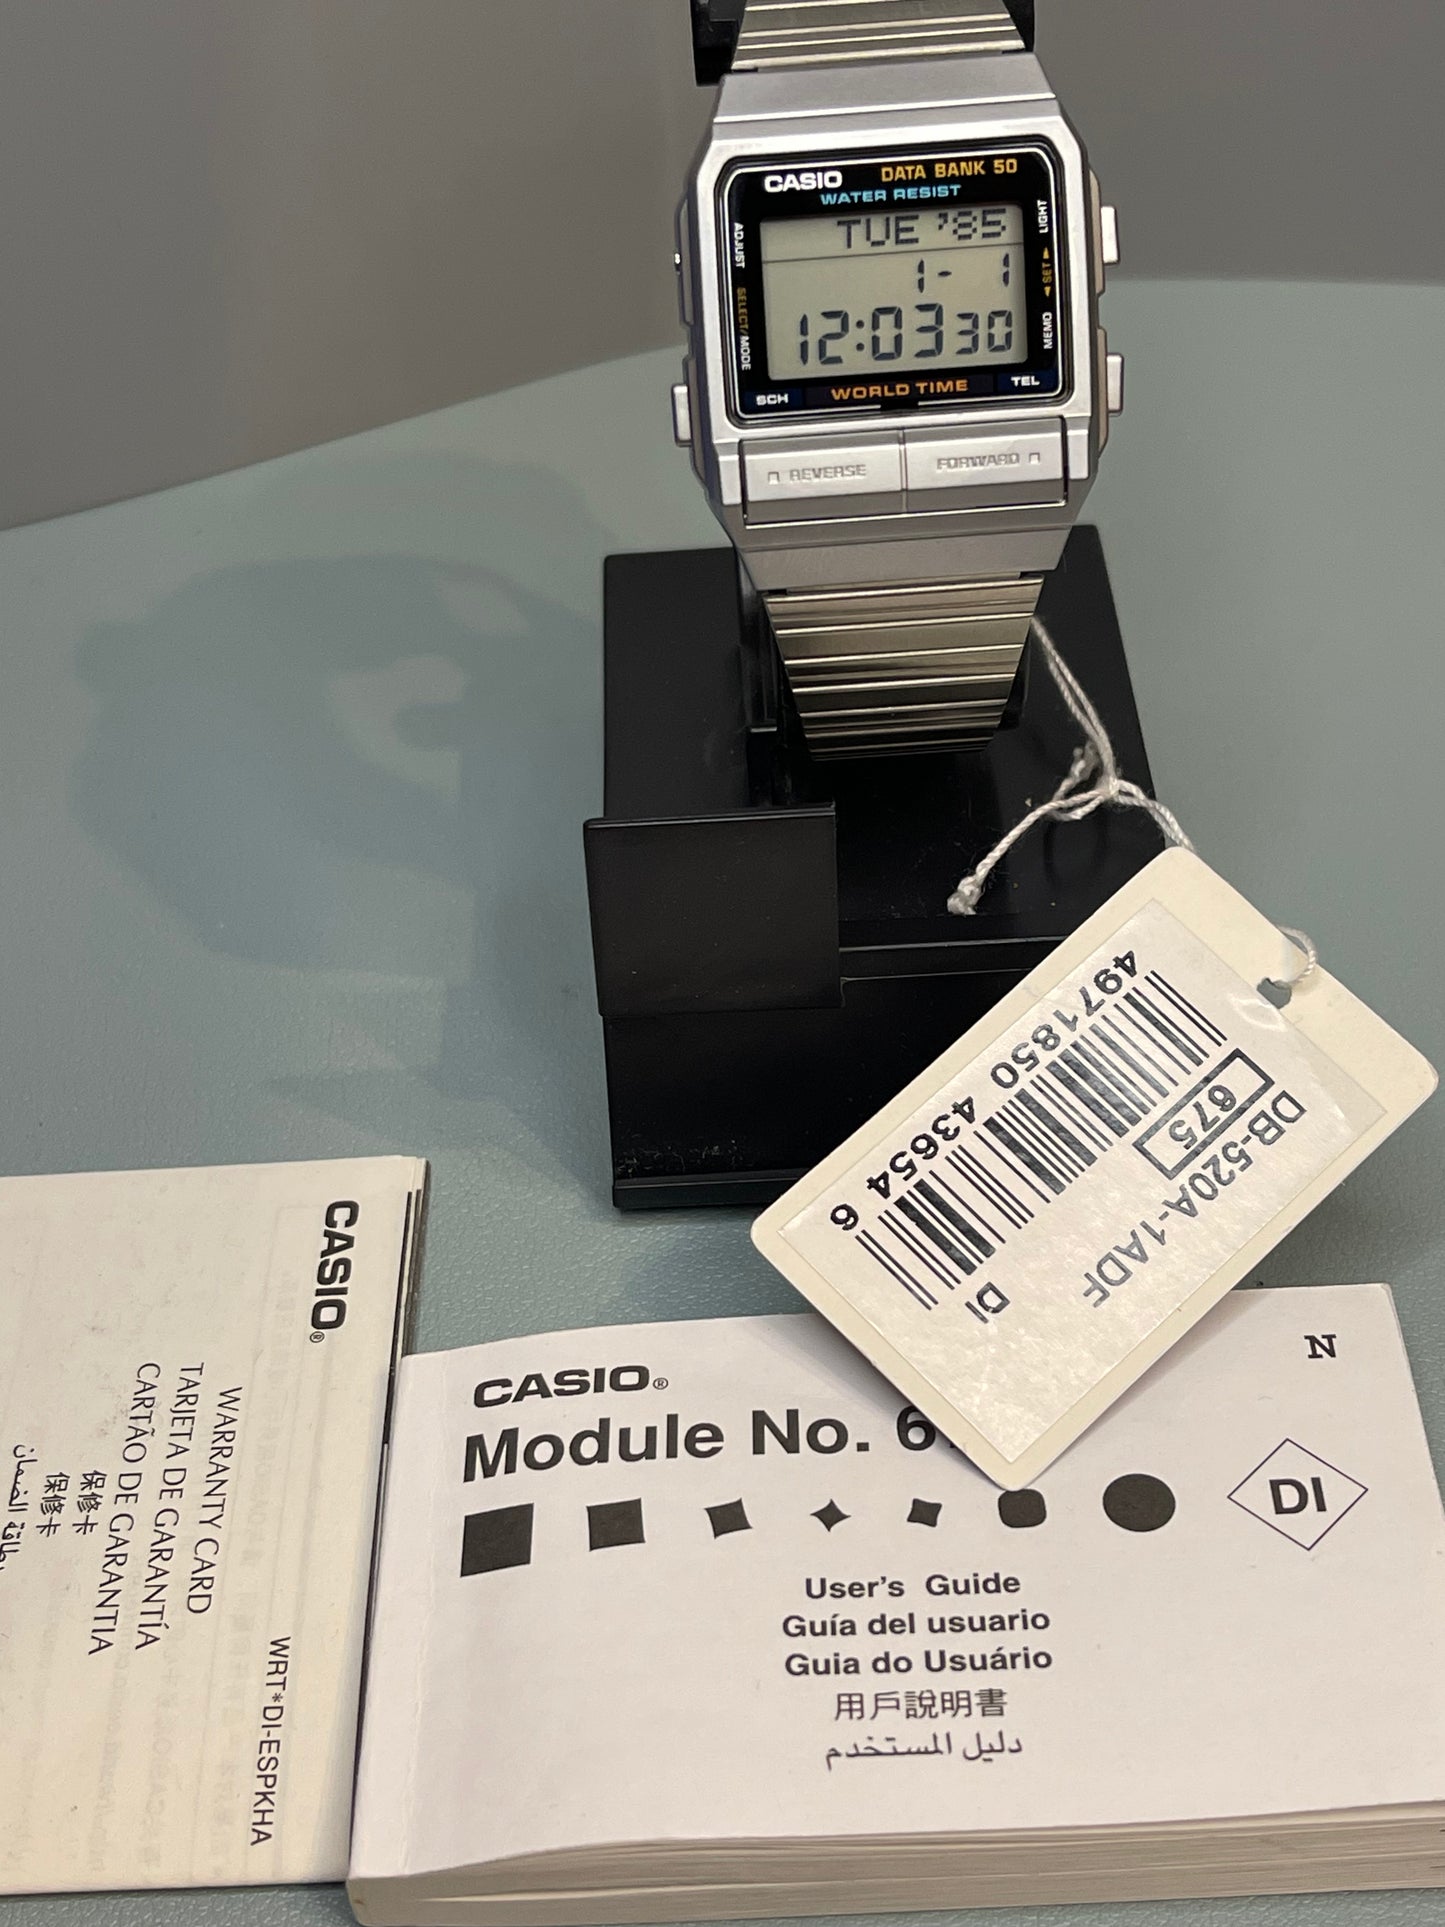 CASIO
DATA BANK 50
WATER RESIST
ADJUST
SELECT/MODE
LIGHT
◄ SET ►
MEMO
TUE '85
1- 1
12:03 30
SCH
WORLD TIME
TEL
REVERSE
FORWARD
4971850 43654 6
DB-520A-1ADF
675
DI
CASIO®
WARRANTY CARD
TARJETA DE GARANTÍA
CARTÃO DE GARANTIA
保修卡
保修卡
بطاقة الضمان
WRT*DI-ESPKHA
N
CASIO®
Module No. 6
DI
User's Guide
Guía del usuario
Guia do Usuário
用戶說明書
دليل المستخدم